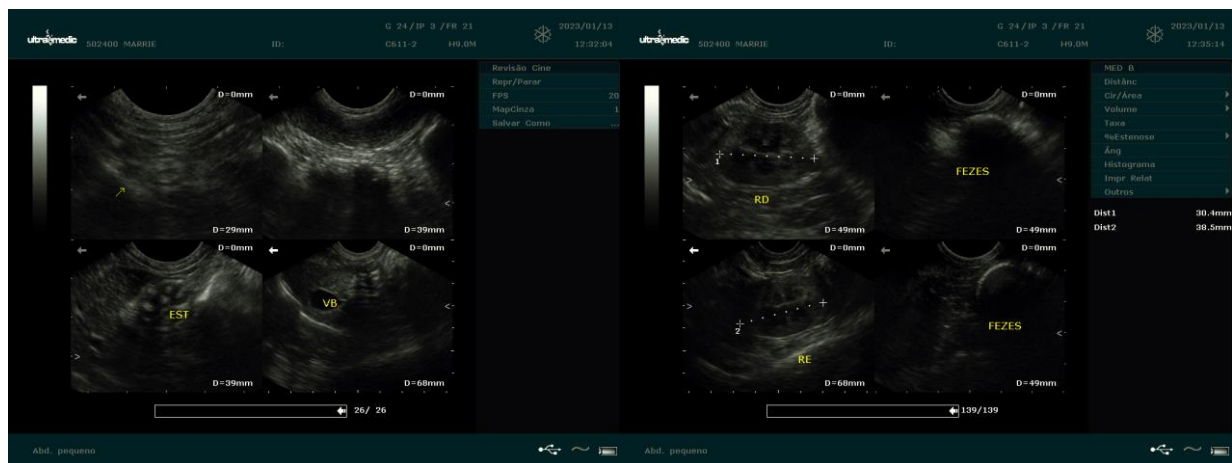 G 24/IP 3 /FR 21
2023/01/13
ultramedic
502400 MARRIE
ID:
C611-2
H9.0M
12:32:04
Revisão Cine
Repr/Parar
FPS 20
MapCinza 1
Salvar Como ...
D=0mm
D=0mm
D=29mm
D=39mm
D=0mm
D=0mm
EST
VB
D=39mm
D=68mm
26/ 26
Abd. pequeno
G 24/IP 3 /FR 21
2023/01/13
ultramedic
502400 MARRIE
ID:
C611-2
H9.0M
12:35:14
MED B
Distânc
Cir/Área
Volume
Taxa
%Estenose
Âng
Histograma
Impr Relat
Outros
Dist1 30.4mm
Dist2 38.5mm
D=0mm
D=0mm
1
RD
FEZES
D=49mm
D=49mm
D=0mm
D=0mm
2
RE
FEZES
D=68mm
D=49mm
139/139
Abd. pequeno